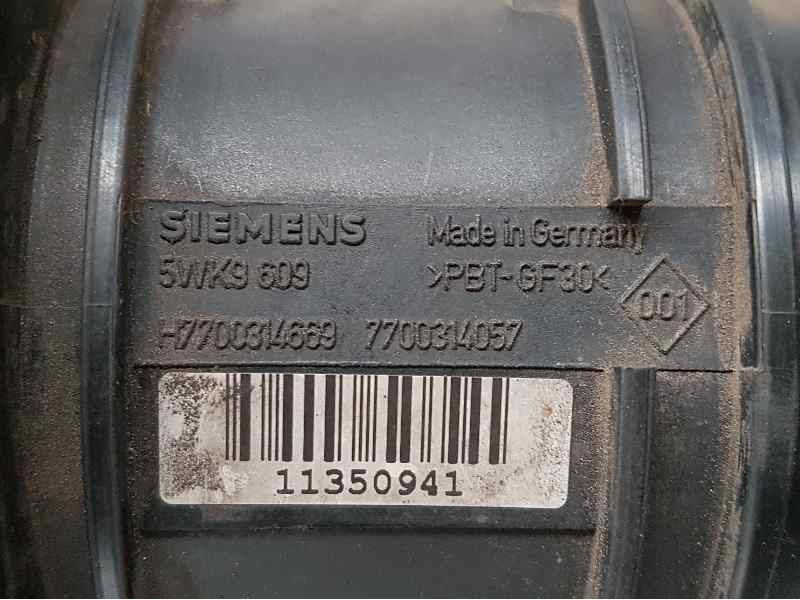 SIEMENS Made in Germany
5WK9 609 >PBT-GF30<
001
H7700314669 7700314057
11350941